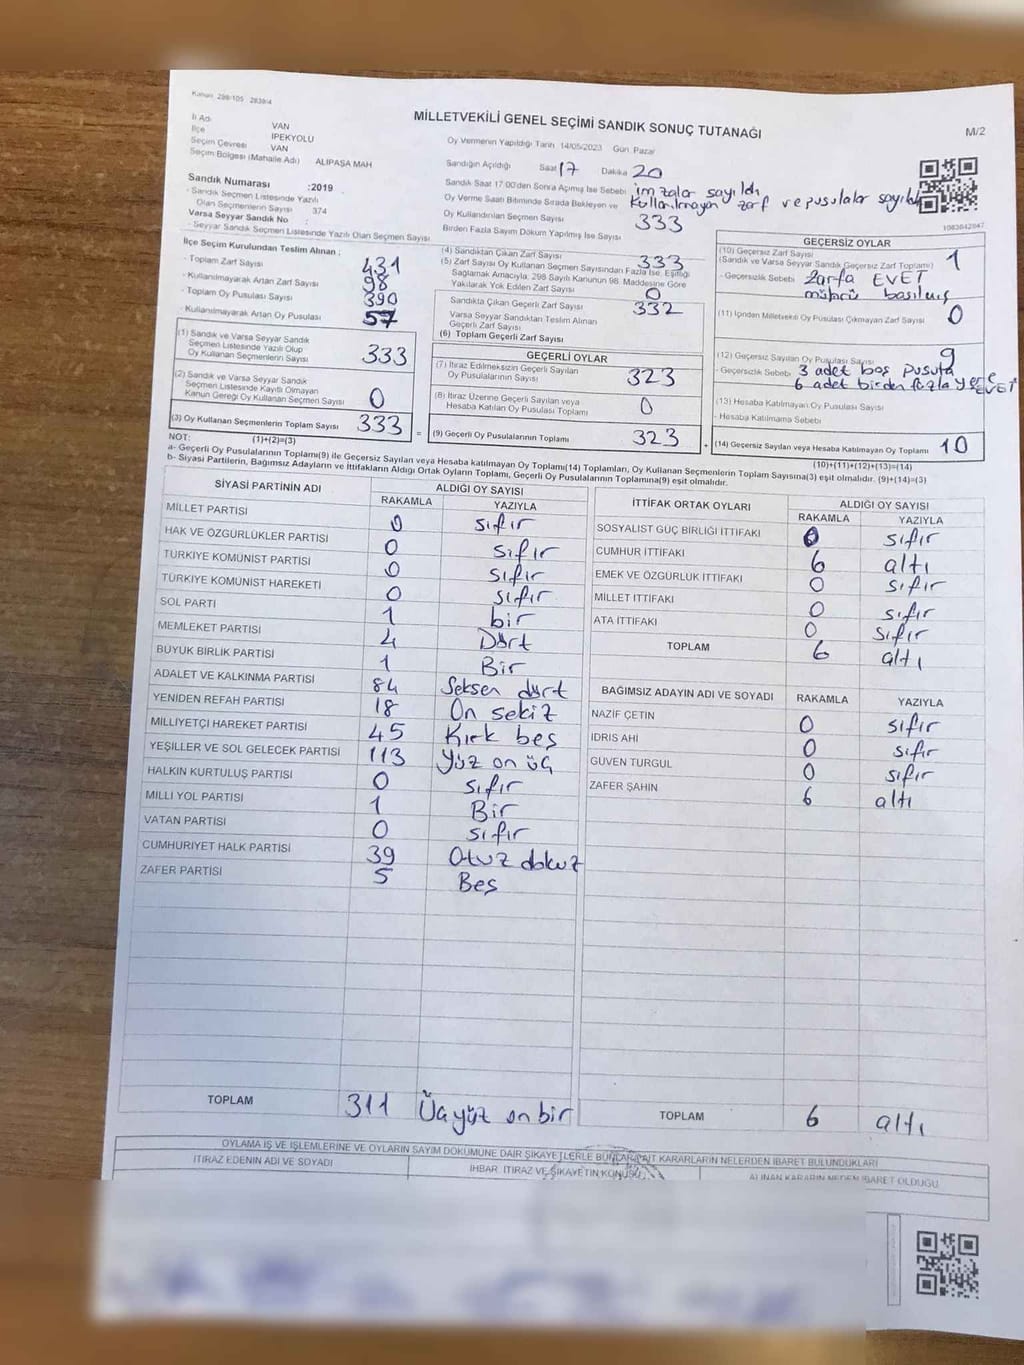 Kanun 298/105 2839/4
MİLLETVEKİLİ GENEL SEÇİMİ SANDIK SONUÇ TUTANAĞI
M/2
İl Adı VAN
İlçe İPEKYOLU
Seçim Çevresi VAN
Seçim Bölgesi (Mahalle Adı) ALİPAŞA MAH
Sandık Numarası :2019
- Sandık Seçmen Listesinde Yazılı
Olan Seçmenlerin Sayısı 374
Varsa Seyyar Sandık No :
- Seyyar Sandık Seçmen Listesinde Yazılı Olan Seçmen Sayısı
Oy Vermenin Yapıldığı Tarih 14/05/2023 Gün Pazar
Sandığın Açıldığı Saat 17 Dakika 20
Sandık Saat 17:00'den Sonra Açılmış İse Sebebi imzalar sayıldı
Oy Verme Saati Bitiminde Sırada Bekleyen ve kullanılmayan zarf ve pusulalar sayıldı
Oy Kullandırılan Seçmen Sayısı 333
Birden Fazla Sayım Döküm Yapılmış İse Sayısı
1083842847
İlçe Seçim Kurulundan Teslim Alınan ;
- Toplam Zarf Sayısı 431
- Kullanılmayarak Artan Zarf Sayısı 98
- Toplam Oy Pusulası Sayısı 390
- Kullanılmayarak Artan Oy Pusulası 57
(1) Sandık ve Varsa Seyyar Sandık
Seçmen Listesinde Yazılı Olup
Oy Kullanan Seçmenlerin Sayısı 333
(2) Sandık ve Varsa Seyyar Sandık
Seçmen Listesinde Kayıtlı Olmayan
Kanun Gereği Oy Kullanan Seçmen Sayısı 0
(3) Oy Kullanan Seçmenlerin Toplam Sayısı 333
(4) Sandıktan Çıkan Zarf Sayısı 333
(5) Zarf Sayısı Oy Kullanan Seçmen Sayısından Fazla İse, Eşitliği
Sağlamak Amacıyla; 298 Sayılı Kanunun 98. Maddesine Göre
Yakılarak Yok Edilen Zarf Sayısı 0
Sandıkta Çıkan Geçerli Zarf Sayısı 332
Varsa Seyyar Sandıktan Teslim Alınan
Geçerli Zarf Sayısı
(6) Toplam Geçerli Zarf Sayısı
GEÇERLİ OYLAR
(7) İtiraz Edilmeksizin Geçerli Sayılan
Oy Pusulalarının Sayısı 323
(8) İtiraz Üzerine Geçerli Sayılan veya
Hesaba Katılan Oy Pusulası Toplamı 0
= (9) Geçerli Oy Pusulalarının Toplamı 323
GEÇERSİZ OYLAR
(10) Geçersiz Zarf Sayısı
(Sandık ve Varsa Seyyar Sandık Geçersiz Zarf Toplamı) 1
- Geçersizlik Sebebi Zarfa EVET
mührü basılmış
(11) İçinden Milletvekili Oy Pusulası Çıkmayan Zarf Sayısı 0
(12) Geçersiz Sayılan Oy Pusulası Sayısı 9
- Geçersizlik Sebebi 3 adet boş pusula
6 adet birden fazla yere EVET
(13) Hesaba Katılmayan Oy Pusulası Sayısı
- Hesaba Katılmama Sebebi
+ (14) Geçersiz Sayılan veya Hesaba Katılmayan Oy Toplamı 10
NOT: (1)+(2)=(3)
(10)+(11)+(12)+(13)=(14)
a- Geçerli Oy Pusulalarının Toplamı(9) ile Geçersiz Sayılan veya Hesaba katılmayan Oy Toplamı(14) Toplamları, Oy Kullanan Seçmenlerin Toplam Sayısına(3) eşit olmalıdır. (9)+(14)=(3)
b- Siyasi Partilerin, Bağımsız Adayların ve İttifakların Aldığı Ortak Oyların Toplamı, Geçerli Oy Pusulalarının Toplamına(9) eşit olmalıdır.
SİYASİ PARTİNİN ADI ALDIĞI OY SAYISI
RAKAMLA YAZIYLA
MİLLET PARTİSİ 0 sıfır
HAK VE ÖZGÜRLÜKLER PARTİSİ 0 sıfır
TÜRKİYE KOMÜNİST PARTİSİ 0 sıfır
TÜRKİYE KOMÜNİST HAREKETİ 0 sıfır
SOL PARTİ 1 bir
MEMLEKET PARTİSİ 4 Dört
BÜYÜK BİRLİK PARTİSİ 1 Bir
ADALET VE KALKINMA PARTİSİ 84 Seksen dört
YENİDEN REFAH PARTİSİ 18 On sekiz
MİLLİYETÇİ HAREKET PARTİSİ 45 Kırk beş
YEŞİLLER VE SOL GELECEK PARTİSİ 113 Yüz on üç
HALKIN KURTULUŞ PARTİSİ 0 sıfır
MİLLİ YOL PARTİSİ 1 Bir
VATAN PARTİSİ 0 sıfır
CUMHURİYET HALK PARTİSİ 39 Otuz dokuz
ZAFER PARTİSİ 5 Beş
TOPLAM 311 Üçyüz on bir
İTTİFAK ORTAK OYLARI ALDIĞI OY SAYISI
RAKAMLA YAZIYLA
SOSYALİST GÜÇ BİRLİĞİ İTTİFAKI 0 sıfır
CUMHUR İTTİFAKI 6 altı
EMEK VE ÖZGÜRLÜK İTTİFAKI 0 sıfır
MİLLET İTTİFAKI 0 sıfır
ATA İTTİFAKI 0 sıfır
TOPLAM 6 altı
BAĞIMSIZ ADAYIN ADI VE SOYADI RAKAMLA YAZIYLA
NAZİF ÇETİN 0 sıfır
İDRİS AHİ 0 sıfır
GÜVEN TURGUL 0 sıfır
ZAFER ŞAHİN 6 altı
TOPLAM 6 altı
OYLAMA İŞ VE İŞLEMLERİNE VE OYLARIN SAYIM DÖKÜMÜNE DAİR ŞİKAYETLERLE BUNLARA AİT KARARLARIN NELERDEN İBARET BULUNDUKLARI
İTİRAZ EDENİN ADI VE SOYADI
İHBAR, İTİRAZ VE ŞİKAYETİN KONUSU
ALINAN KARARIN NEDEN İBARET OLDUĞU